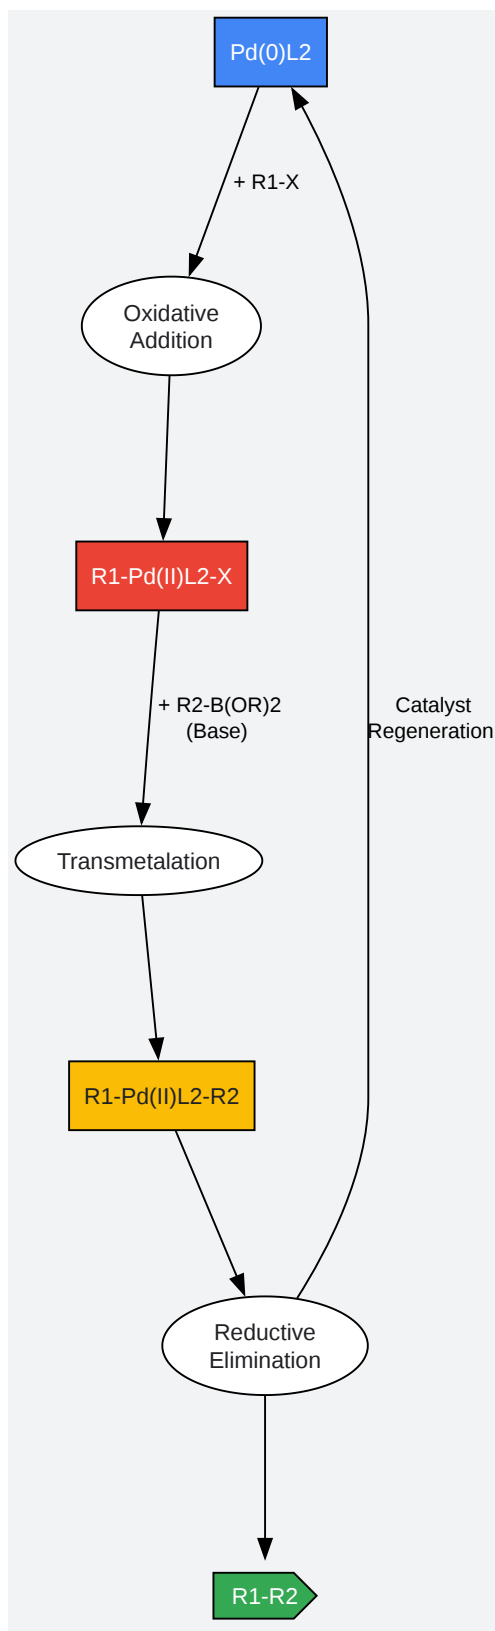 Pd(0)L2
+ R1-X
Oxidative
Addition
R1-Pd(II)L2-X
+ R2-B(OR)2
(Base)
Catalyst
Regeneration
Transmetalation
R1-Pd(II)L2-R2
Reductive
Elimination
R1-R2